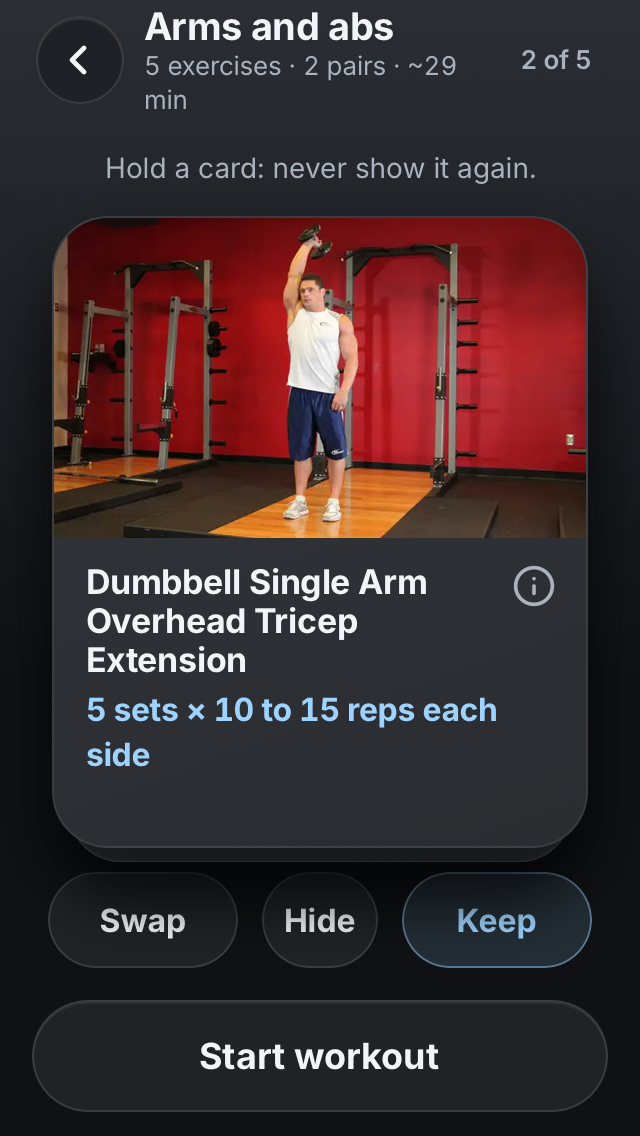 Arms and abs
5 exercises · 2 pairs · ~29
min
2 of 5
Hold a card: never show it again.
Dumbbell Single Arm
Overhead Tricep
Extension
5 sets × 10 to 15 reps each
side
Swap
Hide
Keep
Start workout